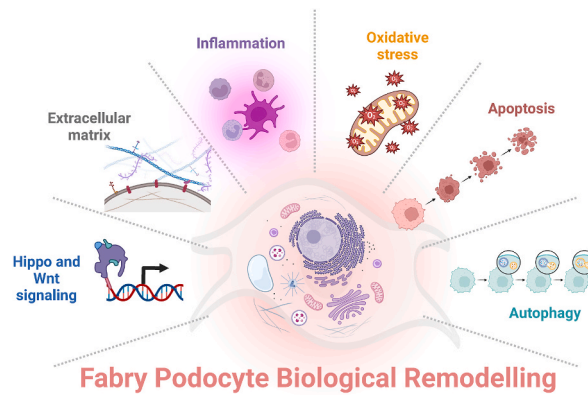 Inflammation
Oxidative
stress
Extracellular
matrix
Apoptosis
Hippo and
Wnt
signaling
Autophagy
Fabry Podocyte Biological Remodelling